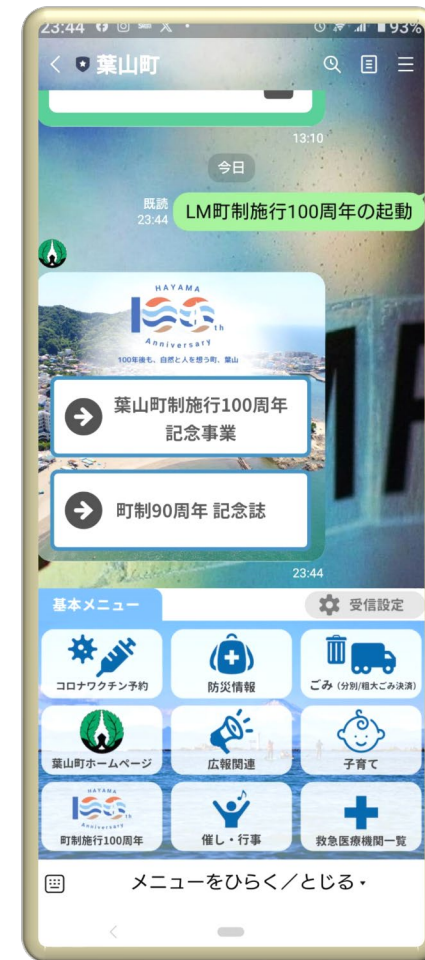 23:44
93%
葉山町
13:10
今日
既読
23:44
LM町制施行100周年の起動
HAYAMA
100th
Anniversary
100年後も、自然と人を想う町、葉山
葉山町制施行100周年
記念事業
町制90周年 記念誌
23:44
基本メニュー
受信設定
コロナワクチン予約
防災情報
ごみ (分別/粗大ごみ決済)
葉山町ホームページ
広報関連
子育て
HAYAMA
100th
Anniversary
町制施行100周年
催し・行事
救急医療機関一覧
メニューをひらく／とじる